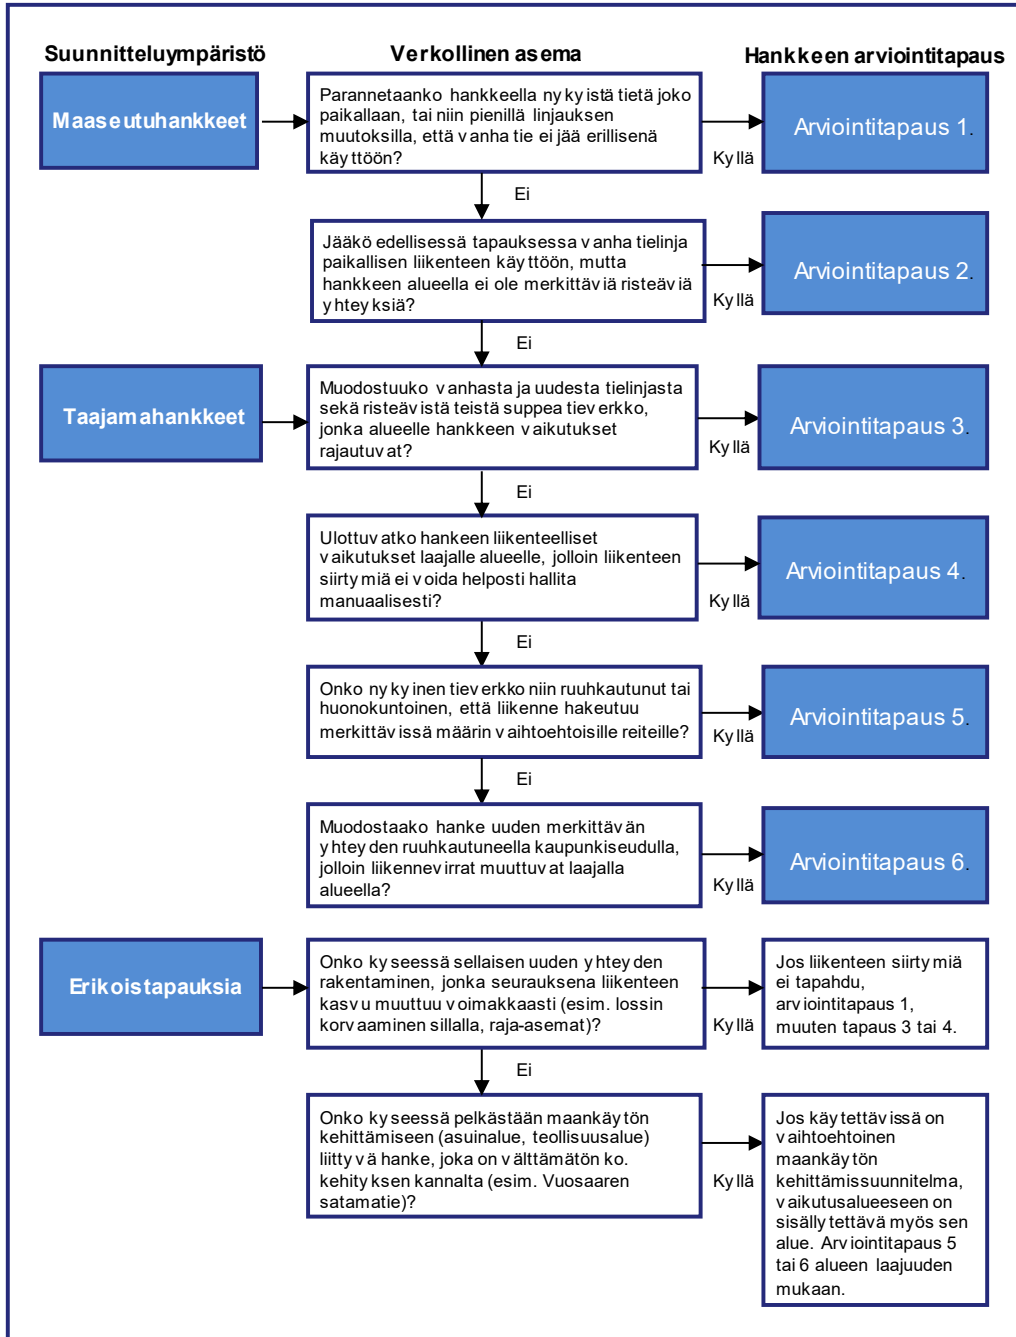 Suunnitteluympäristö
Verkollinen asema
Hankkeen arviointitapaus
Maaseutuhankkeet
Parannetaanko hankkeella nykyistä tietä joko
paikallaan, tai niin pienillä linjauksen
muutoksilla, että vanha tie ei jää erillisenä
käyttöön?
Kyllä
Arviointitapaus 1.
Ei
Jääkö edellisessä tapauksessa vanha tielinja
paikallisen liikenteen käyttöön, mutta
hankkeen alueella ei ole merkittäviä risteäviä
yhteyksiä?
Kyllä
Arviointitapaus 2.
Ei
Taajamahankkeet
Muodostuuko vanhasta ja uudesta tielinjasta
sekä risteävistä teistä suppea tieverkko,
jonka alueelle hankkeen vaikutukset
rajautuvat?
Kyllä
Arviointitapaus 3.
Ei
Ulottuvatko hankeen liikenteelliset
vaikutukset laajalle alueelle, jolloin liikenteen
siirtymiä ei voida helposti hallita
manuaalisesti?
Kyllä
Arviointitapaus 4.
Ei
Onko nykyinen tieverkko niin ruuhkautunut tai
huonokuntoinen, että liikenne hakeutuu
merkittävissä määrin vaihtoehtoisille reiteille?
Kyllä
Arviointitapaus 5.
Ei
Muodostaako hanke uuden merkittävän
yhteyden ruuhkautuneella kaupunkiseudulla,
jolloin liikennevirrat muuttuvat laajalla
alueella?
Kyllä
Arviointitapaus 6.
Erikoistapauksia
Onko kyseessä sellaisen uuden yhteyden
rakentaminen, jonka seurauksena liikenteen
kasvu muuttuu voimakkaasti (esim. lossin
korvaaminen sillalla, raja-asemat)?
Kyllä
Jos liikenteen siirtymiä
ei tapahdu,
arviointitapaus 1,
muuten tapaus 3 tai 4.
Ei
Onko kyseessä pelkästään maankäytön
kehittämiseen (asuinalue, teollisuusalue)
liittyvä hanke, joka on välttämätön ko.
kehityksen kannalta (esim. Vuosaaren
satamatie)?
Kyllä
Jos käytettävissä on
vaihtoehtoinen
maankäytön
kehittämissuunnitelma,
vaikutusalueeseen on
sisällytettävä myös sen
alue. Arviointitapaus 5
tai 6 alueen laajuuden
mukaan.